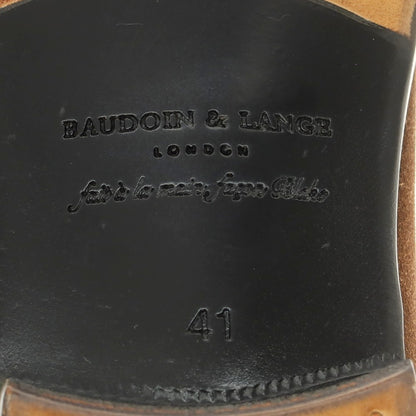 BAUDOIN & LANGE
LONDON
fait à la main, façon Blake
41